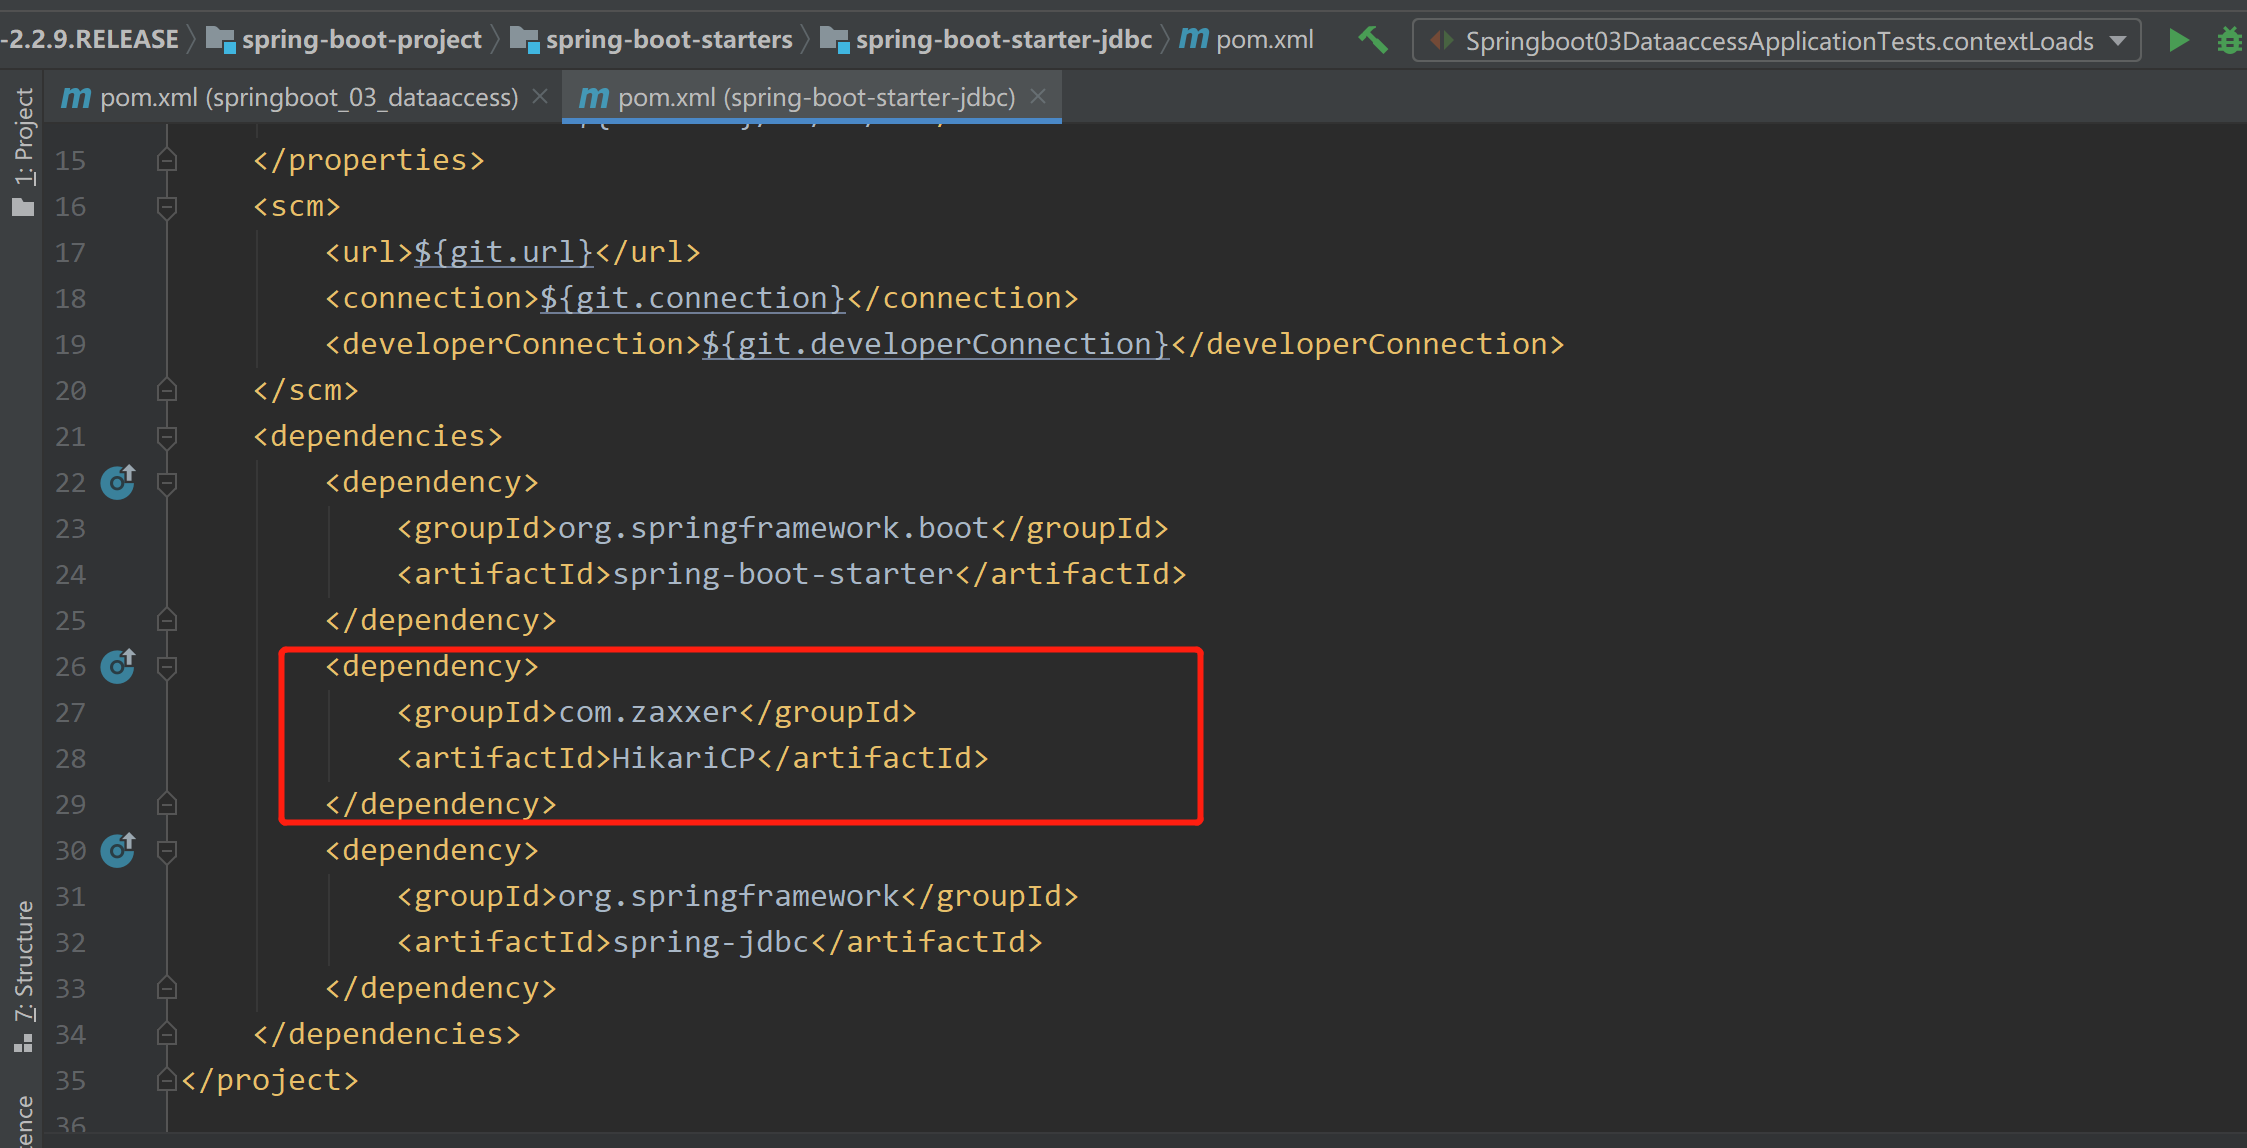 -2.2.9.RELEASE spring-boot-project spring-boot-starters spring-boot-starter-jdbc m pom.xml Springboot03DataaccessApplicationTests.contextLoads
m pom.xml (springboot_03_dataaccess) m pom.xml (spring-boot-starter-jdbc)
1: Project
7: Structure
15 </properties>
16 <scm>
17 <url>${git.url}</url>
18 <connection>${git.connection}</connection>
19 <developerConnection>${git.developerConnection}</developerConnection>
20 </scm>
21 <dependencies>
22 <dependency>
23 <groupId>org.springframework.boot</groupId>
24 <artifactId>spring-boot-starter</artifactId>
25 </dependency>
26 <dependency>
27 <groupId>com.zaxxer</groupId>
28 <artifactId>HikariCP</artifactId>
29 </dependency>
30 <dependency>
31 <groupId>org.springframework</groupId>
32 <artifactId>spring-jdbc</artifactId>
33 </dependency>
34 </dependencies>
35 </project>
36